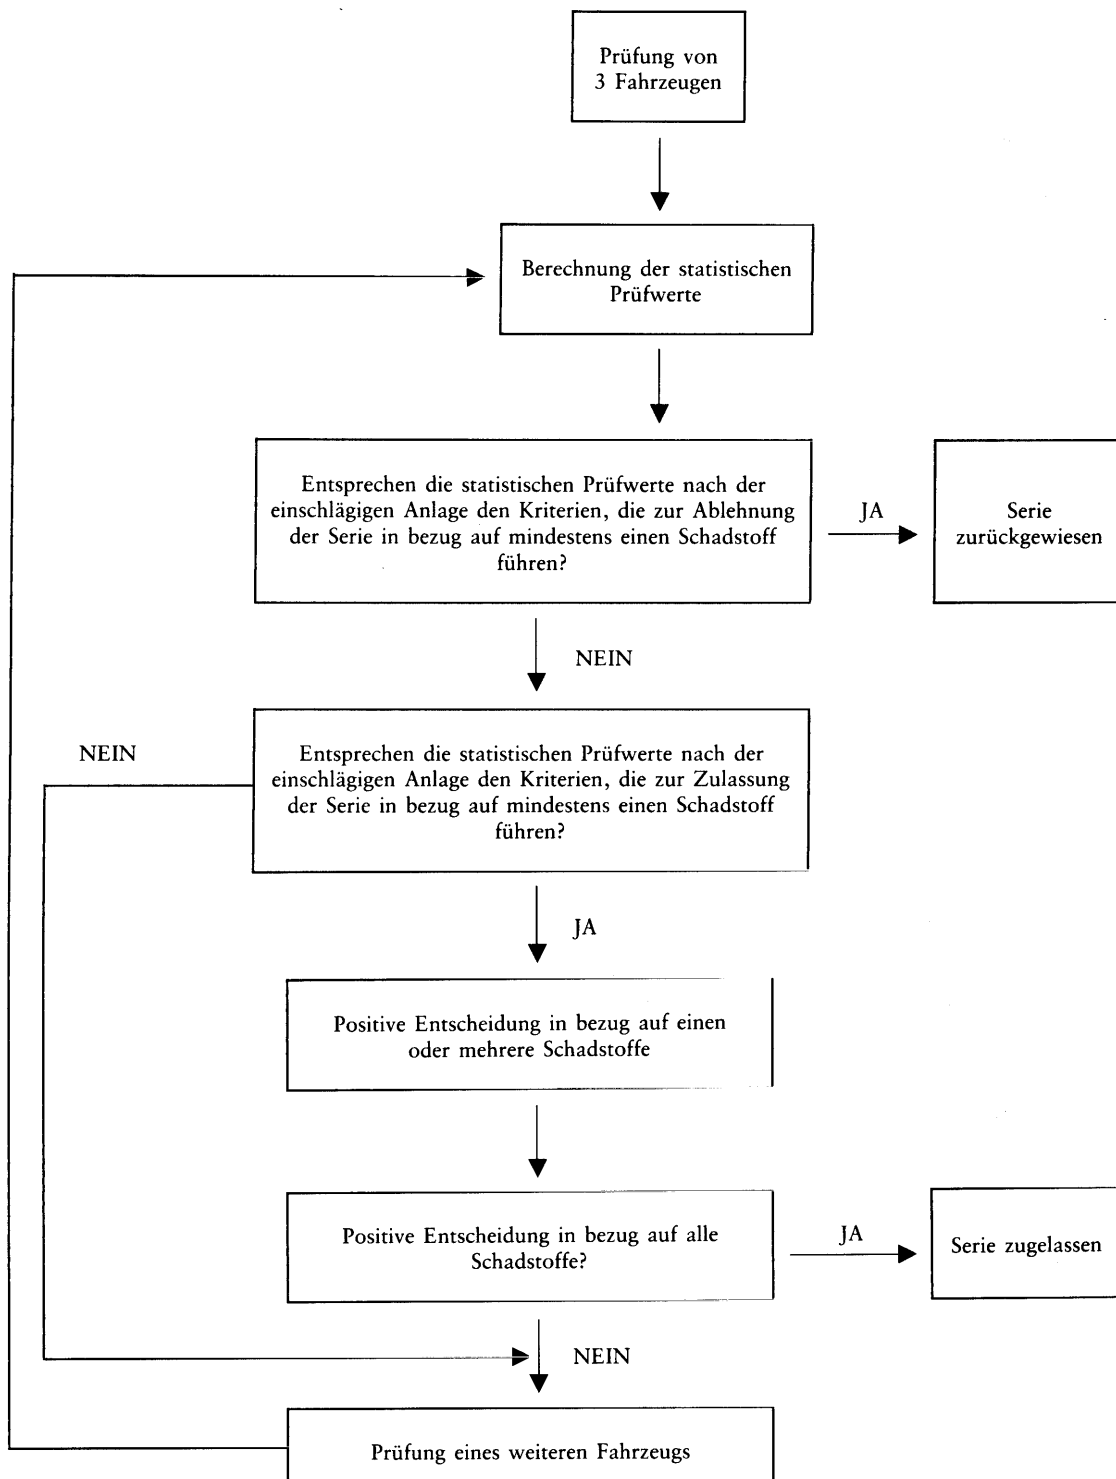 Prüfung von
3 Fahrzeugen
Berechnung der statistischen
Prüfwerte
Entsprechen die statistischen Prüfwerte nach der
einschlägigen Anlage den Kriterien, die zur Ablehnung
der Serie in bezug auf mindestens einen Schadstoff
führen?
JA
Serie
zurückgewiesen
NEIN
NEIN
Entsprechen die statistischen Prüfwerte nach der
einschlägigen Anlage den Kriterien, die zur Zulassung
der Serie in bezug auf mindestens einen Schadstoff
führen?
JA
Positive Entscheidung in bezug auf einen
oder mehrere Schadstoffe
Positive Entscheidung in bezug auf alle
Schadstoffe?
JA
Serie zugelassen
NEIN
Prüfung eines weiteren Fahrzeugs